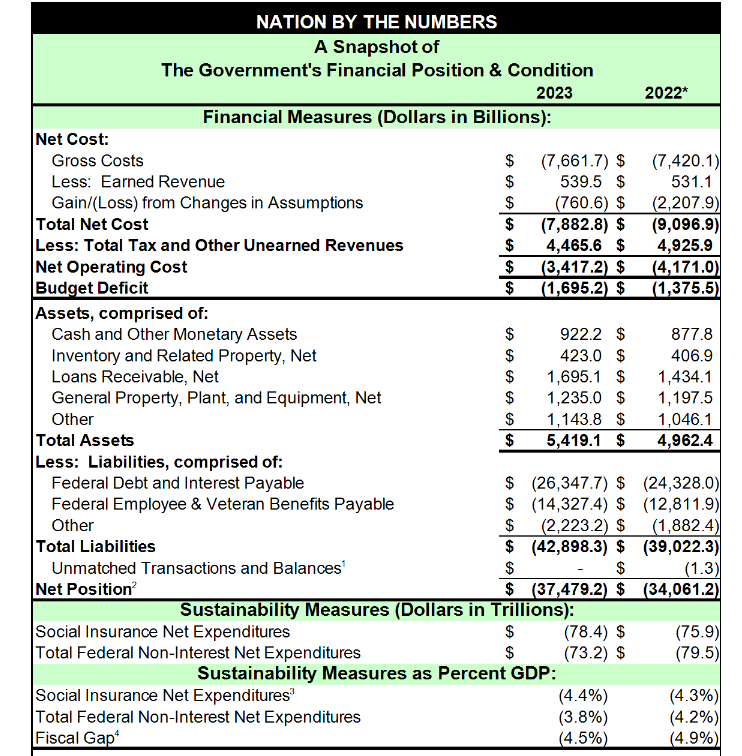 NATION BY THE NUMBERS
A Snapshot of
The Government's Financial Position & Condition
2023 2022*
Financial Measures (Dollars in Billions):
Net Cost:
Gross Costs $ (7,661.7) $ (7,420.1)
Less: Earned Revenue $ 539.5 $ 531.1
Gain/(Loss) from Changes in Assumptions $ (760.6) $ (2,207.9)
Total Net Cost $ (7,882.8) $ (9,096.9)
Less: Total Tax and Other Unearned Revenues $ 4,465.6 $ 4,925.9
Net Operating Cost $ (3,417.2) $ (4,171.0)
Budget Deficit $ (1,695.2) $ (1,375.5)
Assets, comprised of:
Cash and Other Monetary Assets $ 922.2 $ 877.8
Inventory and Related Property, Net $ 423.0 $ 406.9
Loans Receivable, Net $ 1,695.1 $ 1,434.1
General Property, Plant, and Equipment, Net $ 1,235.0 $ 1,197.5
Other $ 1,143.8 $ 1,046.1
Total Assets $ 5,419.1 $ 4,962.4
Less: Liabilities, comprised of:
Federal Debt and Interest Payable $ (26,347.7) $ (24,328.0)
Federal Employee & Veteran Benefits Payable $ (14,327.4) $ (12,811.9)
Other $ (2,223.2) $ (1,882.4)
Total Liabilities $ (42,898.3) $ (39,022.3)
Unmatched Transactions and Balances¹ $ - $ (1.3)
Net Position² $ (37,479.2) $ (34,061.2)
Sustainability Measures (Dollars in Trillions):
Social Insurance Net Expenditures $ (78.4) $ (75.9)
Total Federal Non-Interest Net Expenditures $ (73.2) $ (79.5)
Sustainability Measures as Percent GDP:
Social Insurance Net Expenditures³ (4.4%) (4.3%)
Total Federal Non-Interest Net Expenditures (3.8%) (4.2%)
Fiscal Gap⁴ (4.5%) (4.9%)